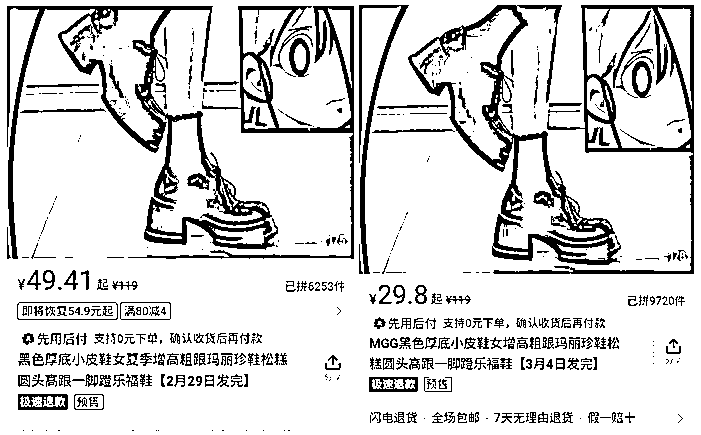 ¥49.41起 ¥119
已拼6253件
即将恢复54.9元起 满80减4
先用后付 支持0元下单，确认收货后再付款
黑色厚底小皮鞋女夏季增高粗跟玛丽珍鞋松糕
圆头高跟一脚蹬乐福鞋【2月29日发完】
极速退款 预售
¥29.8起 ¥119
已拼9720件
先用后付 支持0元下单，确认收货后再付款
MGG黑色厚底小皮鞋女增高粗跟玛丽珍鞋松
糕圆头高跟一脚蹬乐福鞋【3月4日发完】
极速退款 预售
闪电退货 · 全场包邮 · 7天无理由退货 · 假一赔十